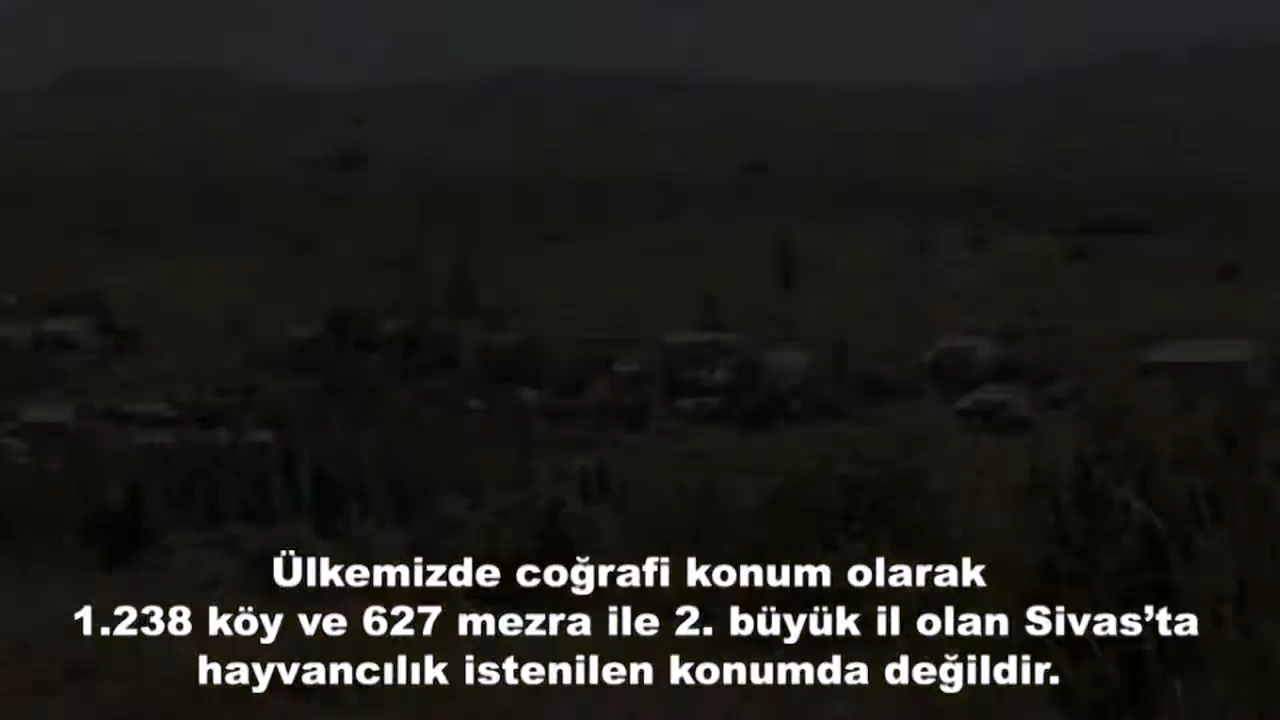 Ülkemizde coğrafi konum olarak
1.238 köy ve 627 mezra ile 2. büyük il olan Sivas’ta
hayvancılık istenilen konumda değildir.